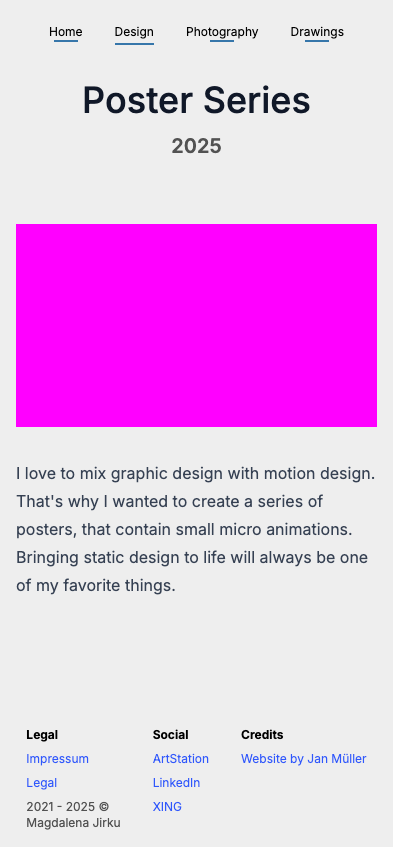 Home Design Photography Drawings
Poster Series
2025
I love to mix graphic design with motion design.
That's why I wanted to create a series of
posters, that contain small micro animations.
Bringing static design to life will always be one
of my favorite things.
Legal
Impressum
Legal
2021 - 2025 ©
Magdalena Jirku
Social
ArtStation
LinkedIn
XING
Credits
Website by Jan Müller